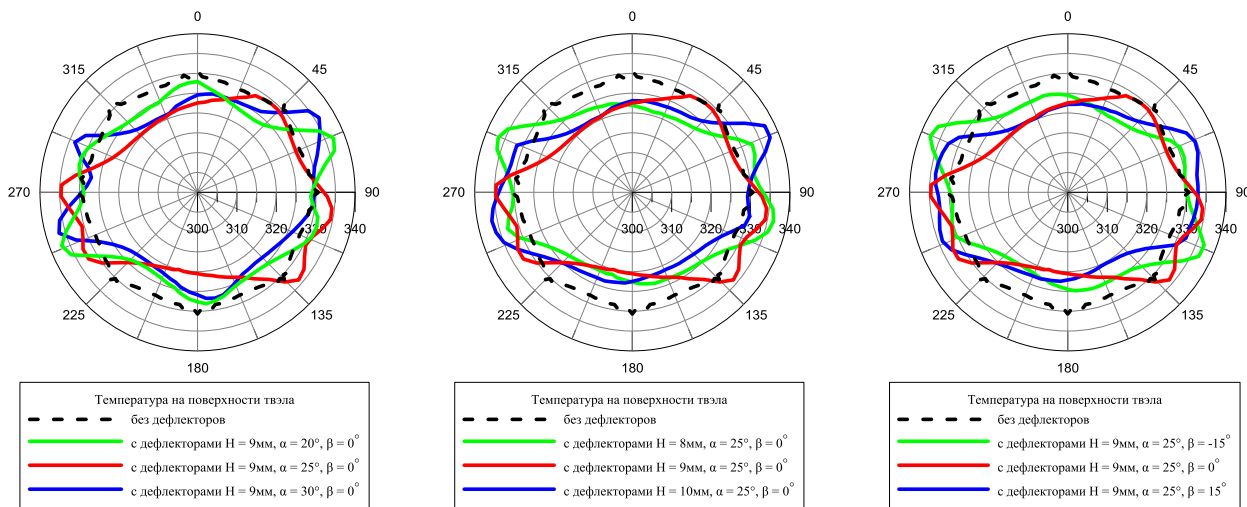 0
315
45
270
90
300
310
320
330
340
225
135
180
Температура на поверхности твэла
без дефлекторов
с дефлекторами H = 9мм, α = 20°, β = 0°
с дефлекторами H = 9мм, α = 25°, β = 0°
с дефлекторами H = 9мм, α = 30°, β = 0°
0
315
45
270
90
300
310
320
330
340
225
135
180
Температура на поверхности твэла
без дефлекторов
с дефлекторами H = 8мм, α = 25°, β = 0°
с дефлекторами H = 9мм, α = 25°, β = 0°
с дефлекторами H = 10мм, α = 25°, β = 0°
0
315
45
270
90
300
310
320
330
340
225
135
180
Температура на поверхности твэла
без дефлекторов
с дефлекторами H = 9мм, α = 25°, β = -15°
с дефлекторами H = 9мм, α = 25°, β = 0°
с дефлекторами H = 9мм, α = 25°, β = 15°